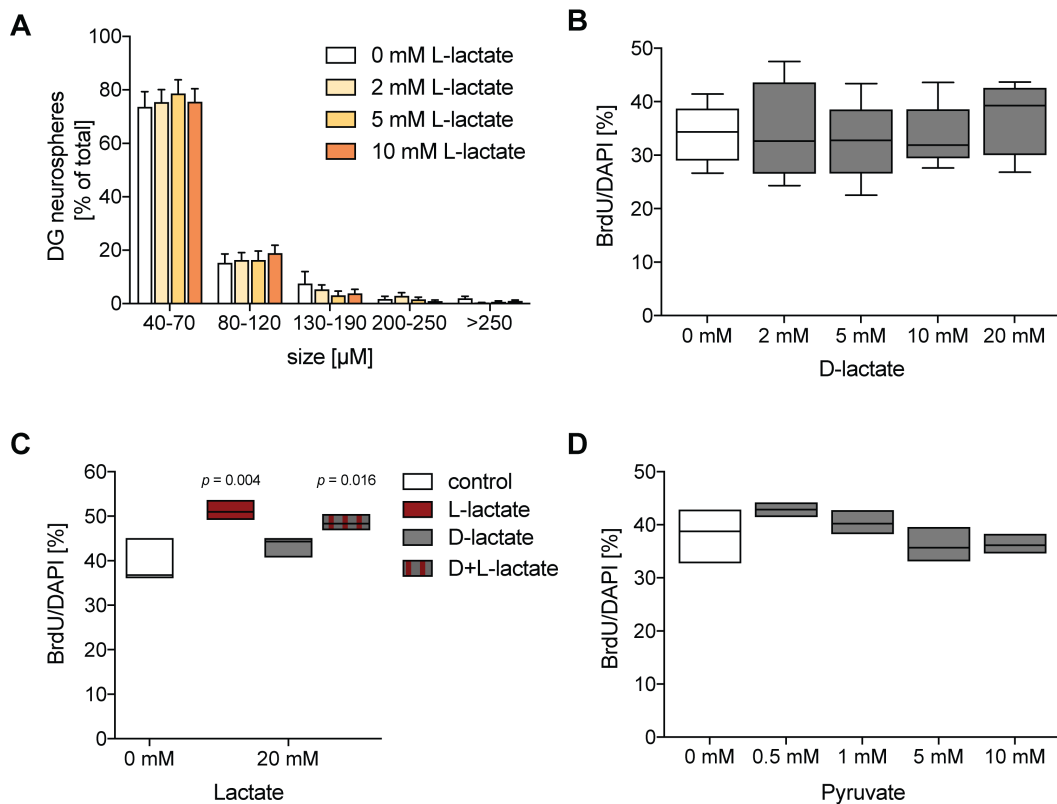 A
100
80
60
40
20
0
DG neurospheres
[% of total]
0 mM L-lactate
2 mM L-lactate
5 mM L-lactate
10 mM L-lactate
40-70
80-120
130-190
200-250
>250
size [µM]
B
50
40
30
20
10
0
BrdU/DAPI [%]
0 mM
2 mM
5 mM
10 mM
20 mM
D-lactate
C
60
50
40
30
20
10
0
BrdU/DAPI [%]
p = 0.004
p = 0.016
control
L-lactate
D-lactate
D+L-lactate
0 mM
20 mM
Lactate
D
50
40
30
20
10
0
BrdU/DAPI [%]
0 mM
0.5 mM
1 mM
5 mM
10 mM
Pyruvate